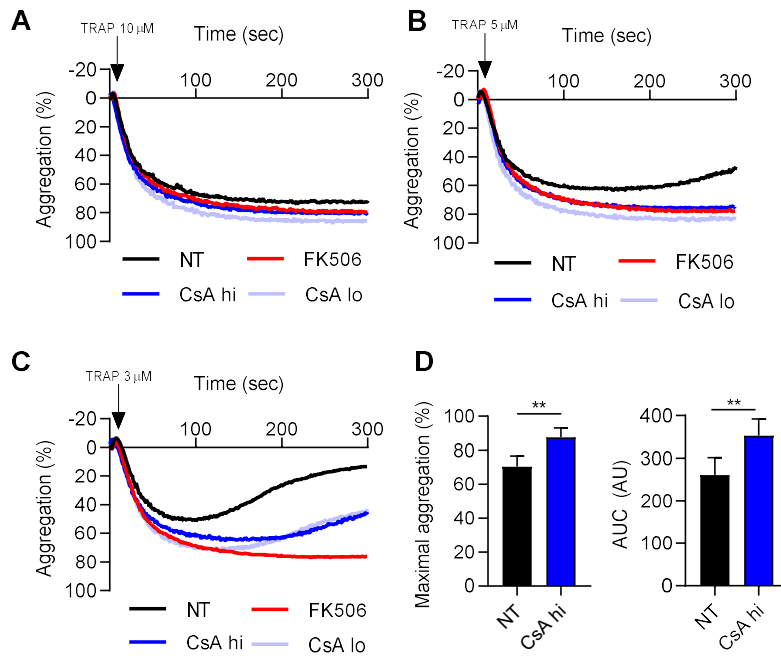 A
TRAP 10 μM
Time (sec)
-20
0
20
40
60
80
100
100
200
300
Aggregation (%)
NT
FK506
CsA hi
CsA lo
B
TRAP 5 μM
Time (sec)
-20
0
20
40
60
80
100
100
200
300
Aggregation (%)
NT
FK506
CsA hi
CsA lo
C
TRAP 3 μM
Time (sec)
-20
0
20
40
60
80
100
100
200
300
Aggregation (%)
NT
FK506
CsA hi
CsA lo
D
Maximal aggregation (%)
100
80
60
40
20
0
**
NT
CsA hi
AUC (AU)
400
300
200
100
0
**
NT
CsA hi